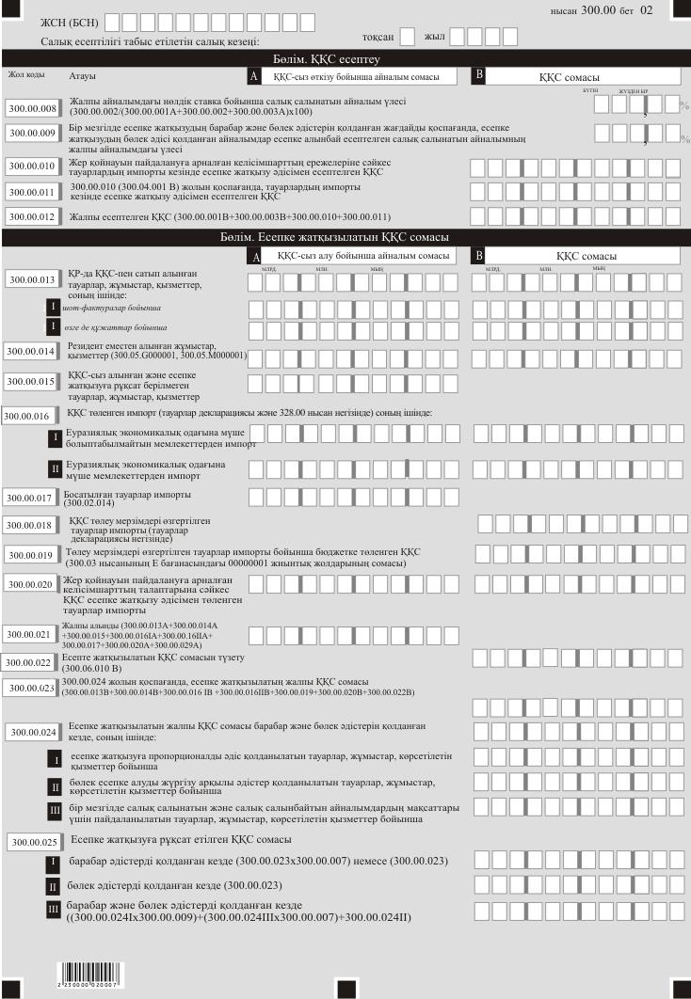 нысан 300.00 бет 02
ЖСН (БСН)
Салық есептілігі табыс етілетін салық кезеңі:
тоқсан
жыл
Бөлім. ҚҚС есептеу
Жол коды
Атауы
A ҚҚС-сыз өткізу бойынша айналым сомасы
B ҚҚС сомасы
БҮТІН ЖҮЗДЕН БІР
300.00.008 Жалпы айналымдағы нөлдік ставка бойынша салық салынатын айналым үлесі
(300.00.002/(300.00.001A+300.00.002+300.00.003A)x100)
, %
300.00.009 Бір мезгілде есепке жатқызудың барабар және бөлек әдістерін қолданған жағдайды қоспағанда, есепке
жатқызудың бөлек әдісі қолданған айналымдар есепке алынбай есептелген салық салынатын айналымның
жалпы айналымдағы үлесі
, %
300.00.010 Жер қойнауын пайдалануға арналған келісімшарттың ережелеріне сәйкес
тауарлардың импорты кезінде есепке жатқызу әдісімен есептелген ҚҚС
300.00.011 300.00.010 (300.04.001 B) жолын қоспағанда, тауарлардың импорты
кезінде есепке жатқызу әдісімен есептелген ҚҚС
300.00.012 Жалпы есептелген ҚҚС (300.00.001B+300.00.003B+300.00.010+300.00.011)
Бөлім. Есепке жатқызылатын ҚҚС сомасы
A ҚҚС-сыз алу бойынша айналым сомасы
B ҚҚС сомасы
МЛРД. МЛН. МЫҢ МЛРД. МЛН. МЫҢ
300.00.013 ҚР-да ҚҚС-пен сатып алынған
тауарлар, жұмыстар, қызметтер,
соның ішінде:
I шот-фактуралар бойынша
I өзге де құжаттар бойынша
300.00.014 Резидент еместен алынған жұмыстар,
қызметтер (300.05.G000001, 300.05.M000001)
300.00.015 ҚҚС-сыз алынған және есепке
жатқызуға рұқсат берілмеген
тауарлар, жұмыстар, қызметтер
300.00.016 ҚҚС төленген импорт (тауарлар декларациясы және 328.00 нысан негізінде) соның ішінде:
I Еуразиялық экономикалық одағына мүше
болыптабылмайтын мемлекеттерден импорт
II Еуразиялық экономикалық одағына
мүше мемлекеттерден импорт
300.00.017 Босатылған тауарлар импорты
(300.02.014)
300.00.018 ҚҚС төлеу мерзімдері өзгертілген
тауарлар импорты (тауарлар
декларациясы негізінде)
300.00.019 Төлеу мерзімдері өзгертілген тауарлар импорты бойынша бюджетке төленген ҚҚС
(300.03 нысанының E бағанасындағы 00000001 жиынтық жолдарының сомасы)
300.00.020 Жер қойнауын пайдалануға арналған
келісімшарттың талаптарына сәйкес
ҚҚС есепке жатқызу әдісімен төленген
тауарлар импорты
300.00.021 Жалпы алынды (300.00.013A+300.00.014A
+300.00.015+300.00.016IA+300.00.16IIA+
300.00.017+300.00.020A+300.00.029A)
300.00.022 Есепте жатқызылатын ҚҚС сомасын түзету
(300.06.010 B)
300.00.023 300.00.024 жолын қоспағанда, есепке жатқызылатың жалпы ҚҚС сомасы
(300.00.013B+300.00.014B+300.00.016 IB +300.00.016IIB+300.00.019+300.00.020B+300.00.022B)
300.00.024 Есепке жатқызылатын жалпы ҚҚС сомасы барабар және бөлек әдістерін қолданған
кезде, соның ішінде:
I есепке жатқызуға пропорционалды әдіс қолданылатын тауарлар, жұмыстар, көрсетілетін
қызметтер бойынша
II бөлек есепке алуды жүргізу арқылы әдістер қолданылатын тауарлар, жұмыстар,
көрсетілетін қызметтер бойынша
III бір мезгілде салық салынатын және салық салынбайтын айналымдардың мақсаттары
үшін пайдаланылатын тауарлар, жұмыстар, көрсетілетін қызметтер бойынша
300.00.025 Есепке жатқызуға рұқсат етілген ҚҚС сомасы
I барабар әдістерді қолданған кезде (300.00.023x300.00.007) немесе (300.00.023)
II бөлек әдістерді қолданған кезде (300.00.023)
III барабар және бөлек әдістерді қолданған кезде
((300.00.024Ix300.00.009)+(300.00.024IIIx300.00.007)+300.00.024II)
2 230000 020007